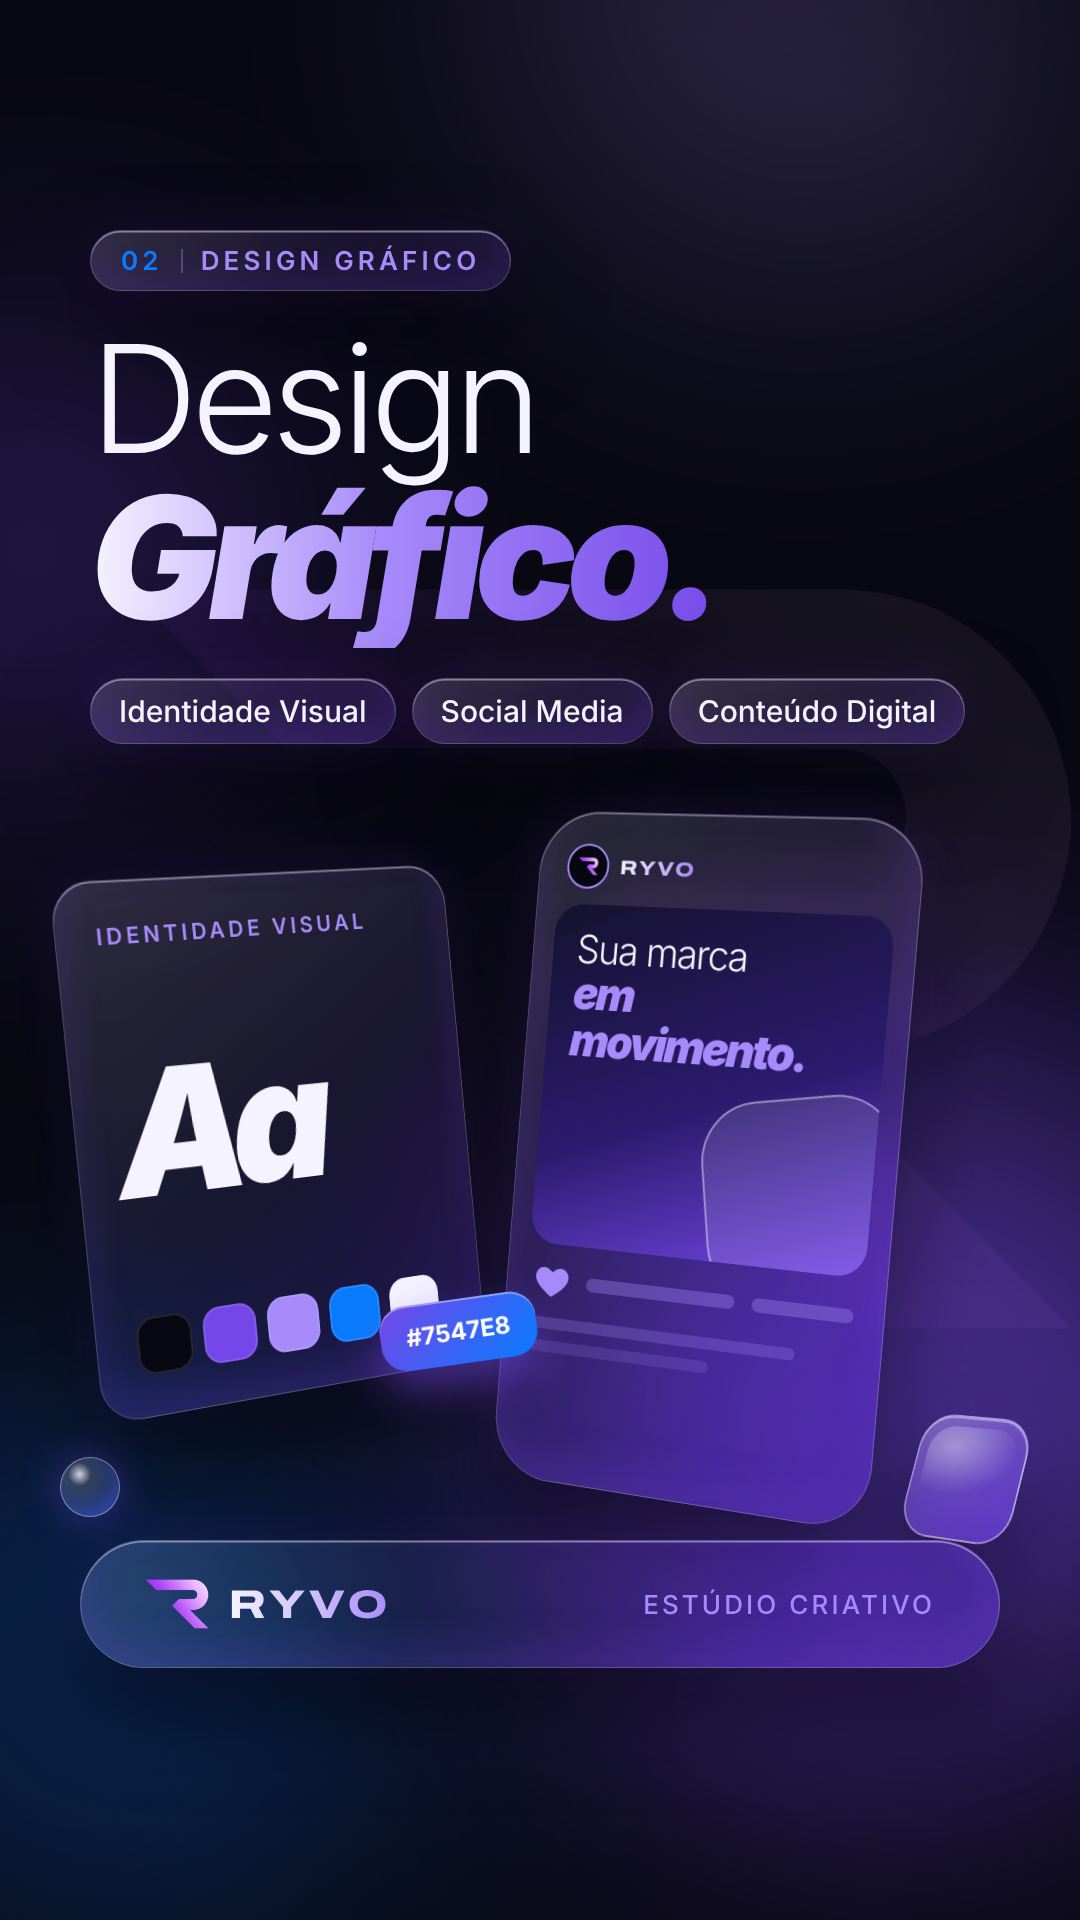 02 | DESIGN GRÁFICO
Design
Gráfico.
Identidade Visual
Social Media
Conteúdo Digital
IDENTIDADE VISUAL
Aa
#7547E8
RYVO
Sua marca
em
movimento.
RYVO
ESTÚDIO CRIATIVO